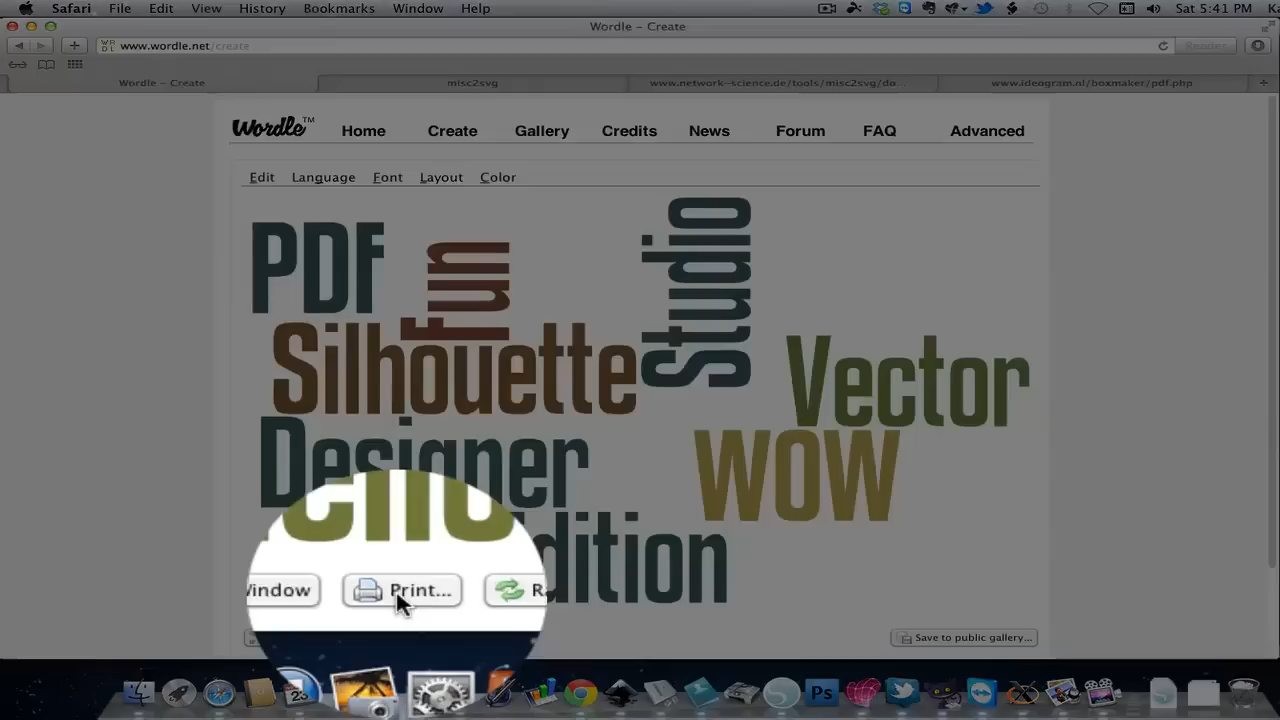 Safari File Edit View History Bookmarks Window Help Sat 5:41 PM
Wordle – Create
www.wordle.net/create Reader
Wordle – Create misc2svg www.network-science.de/tools/misc2svg/do... www.ideogram.nl/boxmaker/pdf.php
Wordle™ Home Create Gallery Credits News Forum FAQ Advanced
Edit Language Font Layout Color
PDF
fun
Studio
Silhouette
Vector
Designer
WOW
Print...
Save to public gallery...